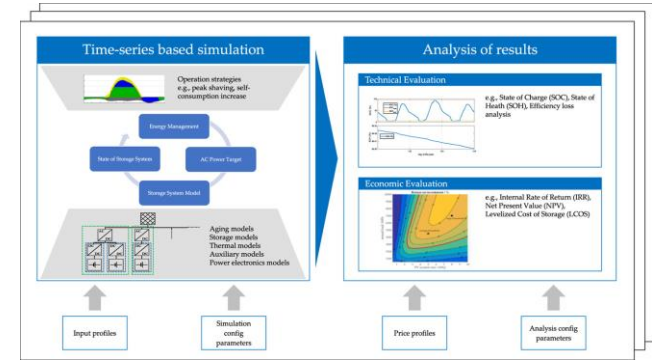 Time-series based simulation
Operation strategies
e.g., peak shaving, self-
consumption increase
Energy Management
State of Storage System
AC Power Target
Storage System Model
Aging models
Storage models
Thermal models
Auxiliary models
Power electronics models
Input profiles
Simulation
config
parameters
Analysis of results
Technical Evaluation
e.g., State of Charge (SOC), State of
Heath (SOH), Efficiency loss
analysis
Economic Evaluation
e.g., Internal Rate of Return (IRR),
Net Present Value (NPV),
Levelized Cost of Storage (LCOS)
Price profiles
Analysis config
parameters